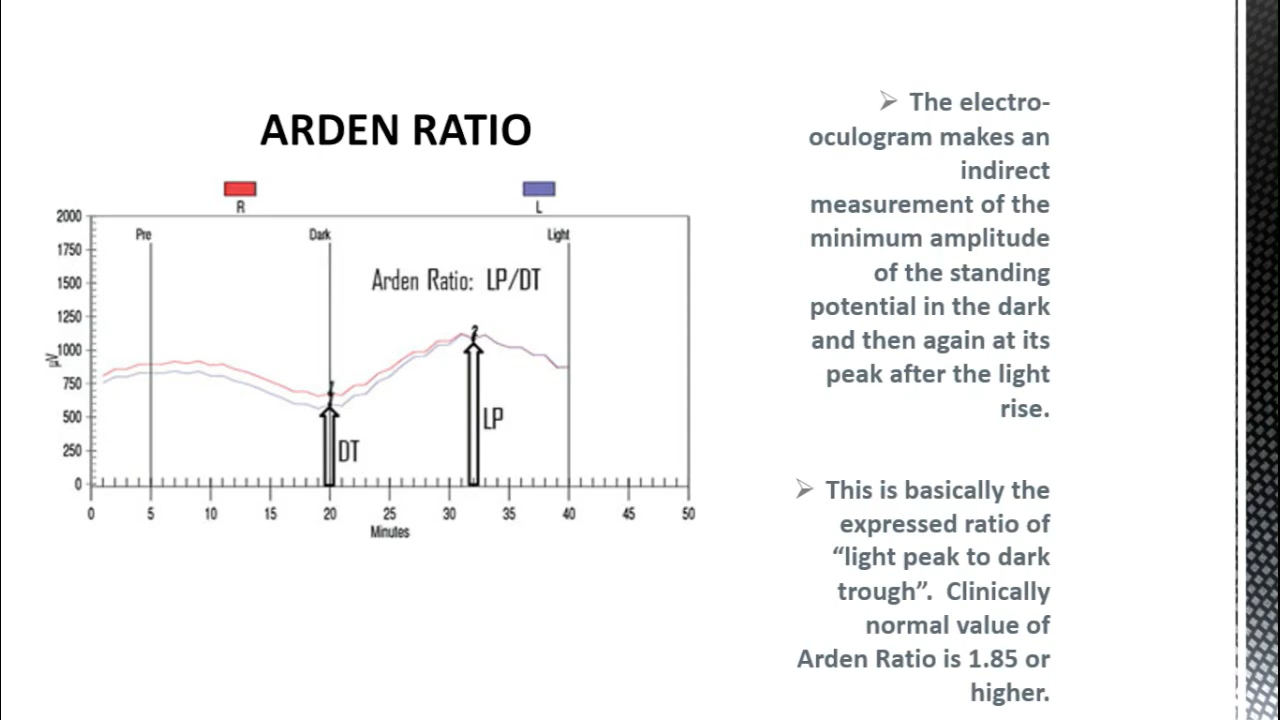 ARDEN RATIO
R
L
2000
1750
1500
1250
1000
750
500
250
0
µV
Pre
Dark
Light
Arden Ratio: LP/DT
1
2
DT
LP
0 5 10 15 20 25 30 35 40 45 50
Minutes
➢ The electro-
oculogram makes an
indirect
measurement of the
minimum amplitude
of the standing
potential in the dark
and then again at its
peak after the light
rise.
➢ This is basically the
expressed ratio of
“light peak to dark
trough”. Clinically
normal value of
Arden Ratio is 1.85 or
higher.